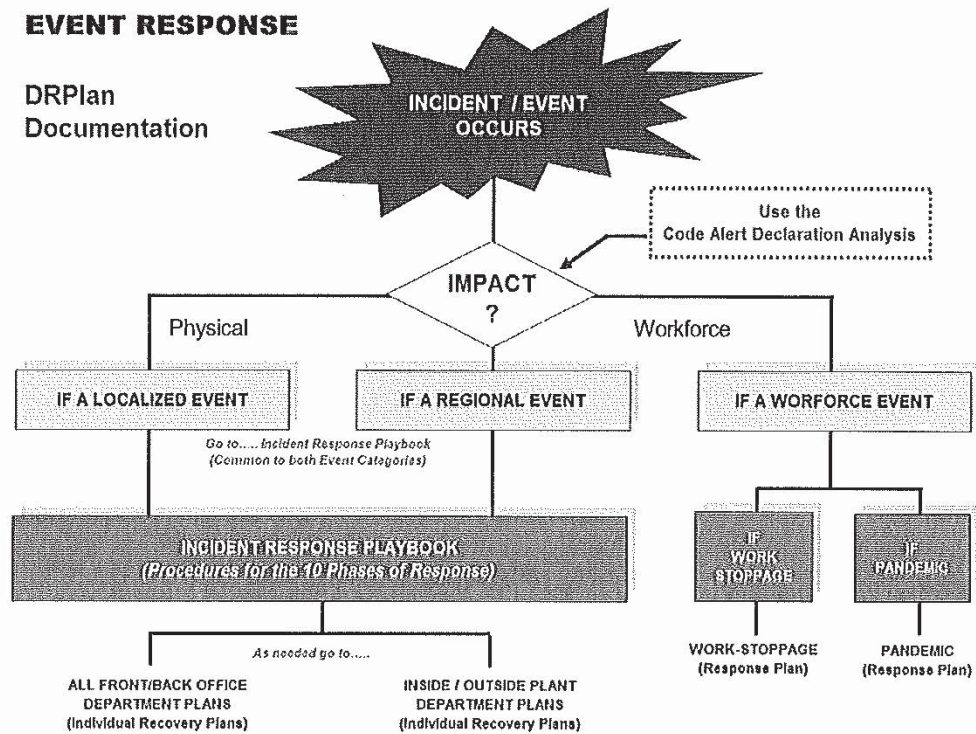 EVENT RESPONSE
DRPlan
Documentation
INCIDENT / EVENT
OCCURS
Use the
Code Alert Declaration Analysis
IMPACT
?
Physical
Workforce
IF A LOCALIZED EVENT
IF A REGIONAL EVENT
IF A WORFORCE EVENT
Go to..... Incident Response Playbook
(Common to both Event Categories)
INCIDENT RESPONSE PLAYBOOK
(Procedures for the 10 Phases of Response)
IF
WORK
STOPPAGE
IF
PANDEMIC
As needed go to.....
WORK-STOPPAGE
(Response Plan)
PANDEMIC
(Response Plan)
ALL FRONT/BACK OFFICE
DEPARTMENT PLANS
(Individual Recovery Plans)
INSIDE / OUTSIDE PLANT
DEPARTMENT PLANS
(Individual Recovery Plans)